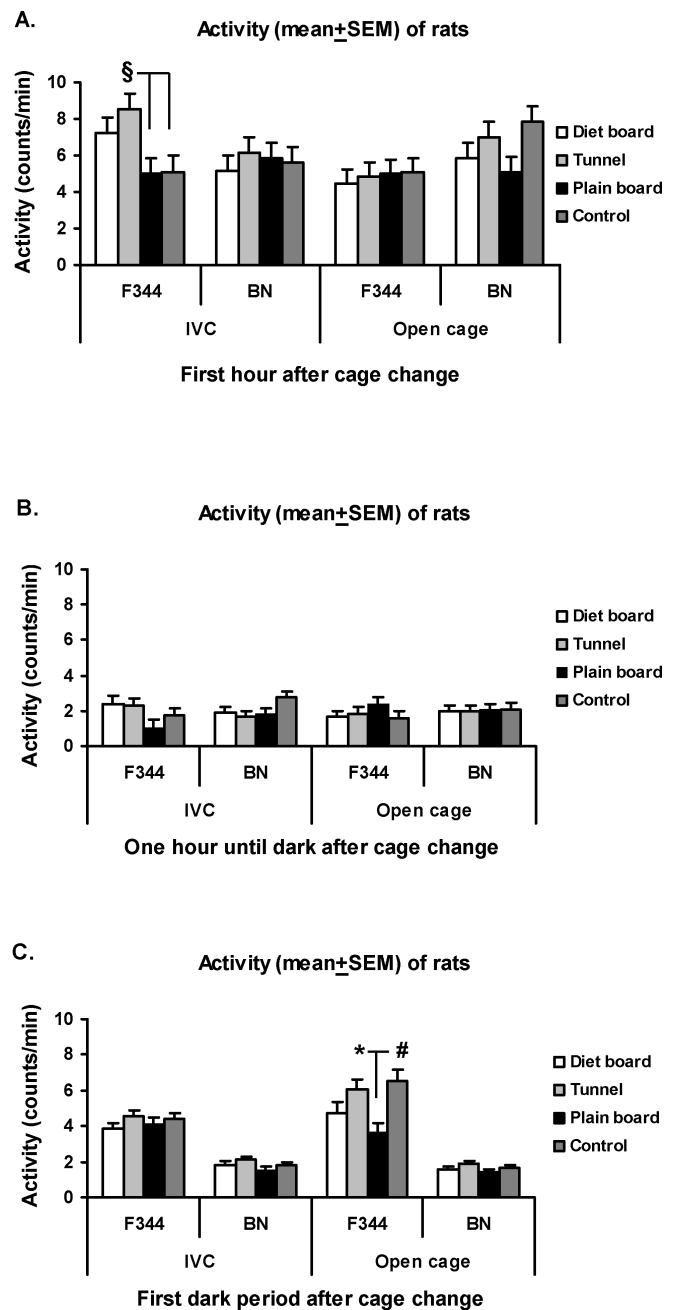 A.
Activity (mean±SEM) of rats
§
Activity (counts/min)
10
8
6
4
2
0
Diet board
Tunnel
Plain board
Control
F344 BN F344 BN
IVC Open cage
First hour after cage change
B.
Activity (mean±SEM) of rats
Activity (counts/min)
10
8
6
4
2
0
Diet board
Tunnel
Plain board
Control
F344 BN F344 BN
IVC Open cage
One hour until dark after cage change
C.
Activity (mean±SEM) of rats
Activity (counts/min)
10
8
6
4
2
0
* #
Diet board
Tunnel
Plain board
Control
F344 BN F344 BN
IVC Open cage
First dark period after cage change